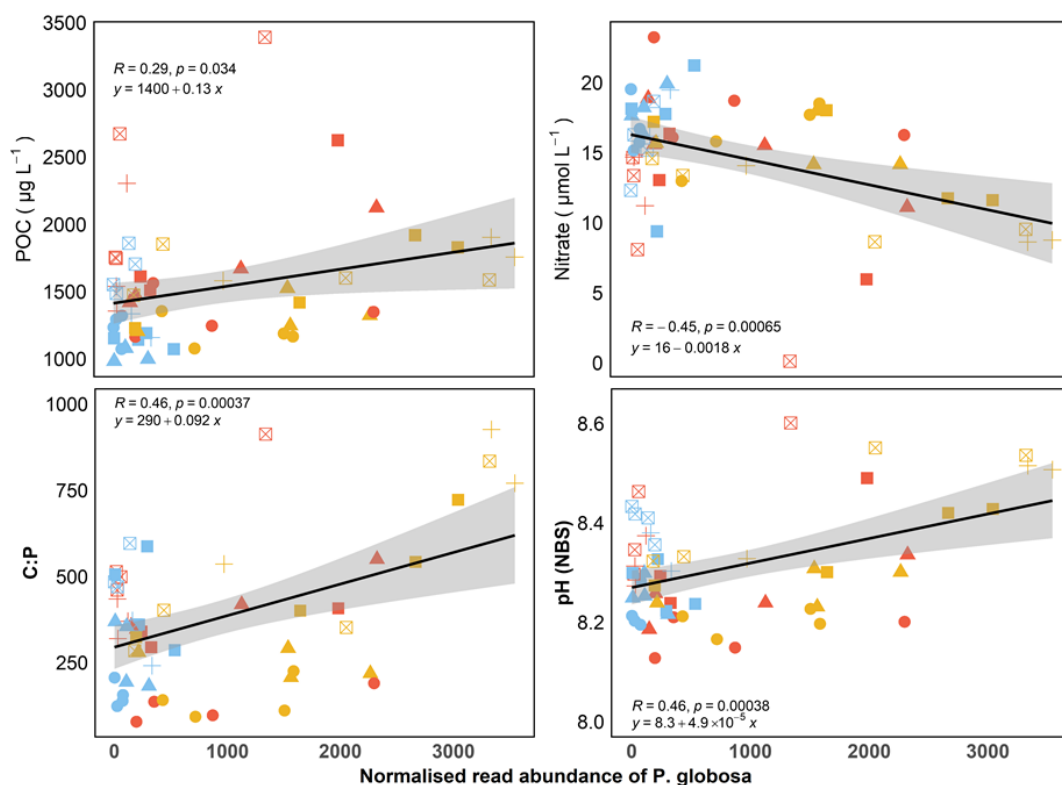 3500
3000
2500
2000
1500
1000
POC ( µg L⁻¹ )
R = 0.29, p = 0.034
y = 1400 + 0.13 x
20
15
10
5
0
Nitrate ( µmol L⁻¹ )
R = − 0.45, p = 0.00065
y = 16 − 0.0018 x
1000
750
500
250
C:P
R = 0.46, p = 0.00037
y = 290 + 0.092 x
8.6
8.4
8.2
8.0
pH (NBS)
R = 0.46, p = 0.00038
y = 8.3 + 4.9×10⁻⁵ x
0 1000 2000 3000 0 1000 2000 3000
Normalised read abundance of P. globosa